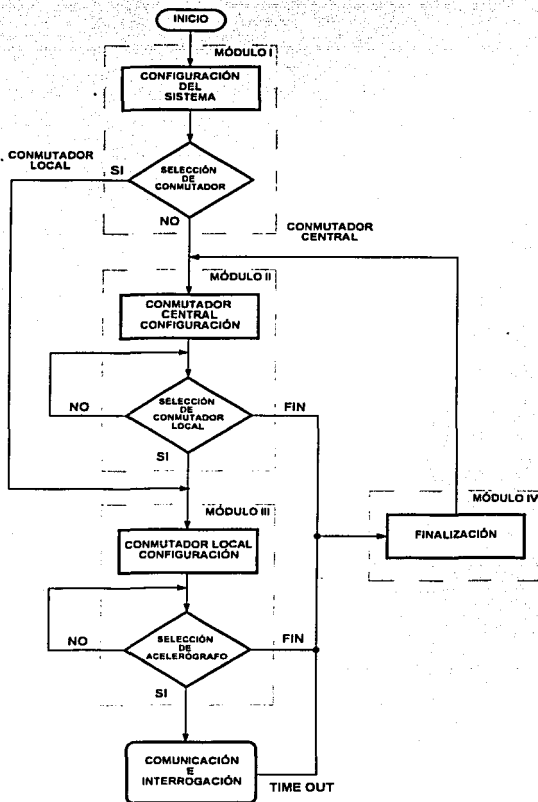 INICIO
MÓDULO I
CONFIGURACIÓN
DEL
SISTEMA
CONMUTADOR
LOCAL
SI
SELECCIÓN
DE
CONMUTADOR
NO
CONMUTADOR
CENTRAL
MÓDULO II
CONMUTADOR
CENTRAL
CONFIGURACIÓN
NO
SELECCIÓN
DE
CONMUTADOR
LOCAL
FIN
SI
MÓDULO III
MÓDULO IV
CONMUTADOR LOCAL
CONFIGURACIÓN
FINALIZACIÓN
NO
SELECCIÓN
DE
ACELERÓGRAFO
FIN
SI
COMUNICACIÓN
E
INTERROGACIÓN
TIME OUT